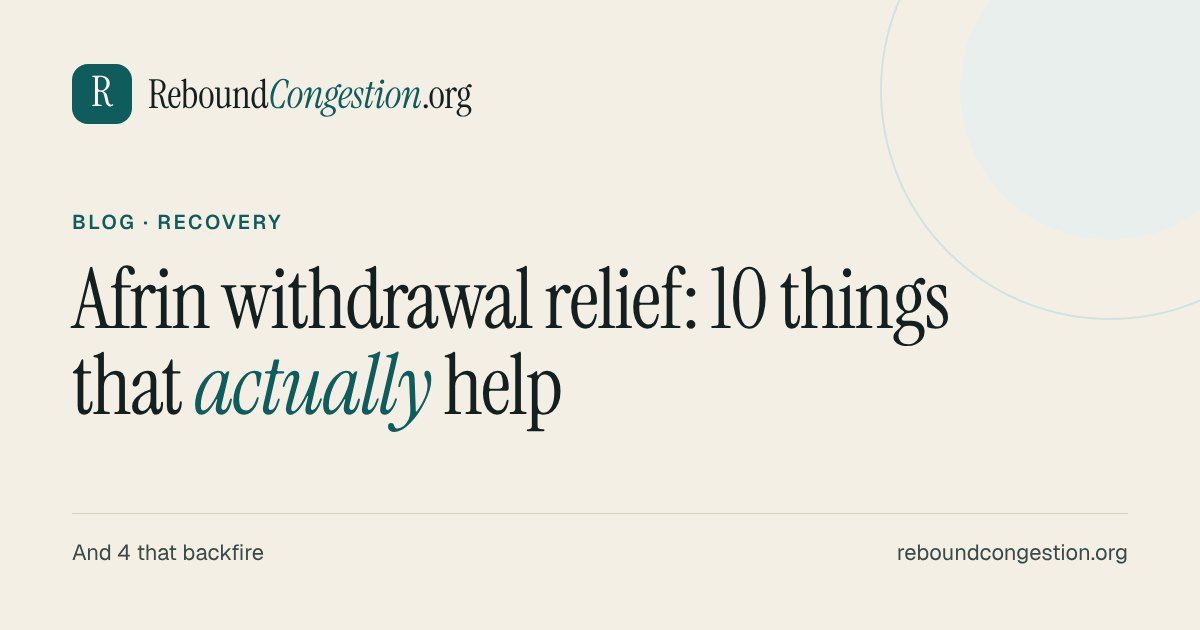 R
ReboundCongestion.org
BLOG · RECOVERY
Afrin withdrawal relief: 10 things
that actually help
And 4 that backfire
reboundcongestion.org